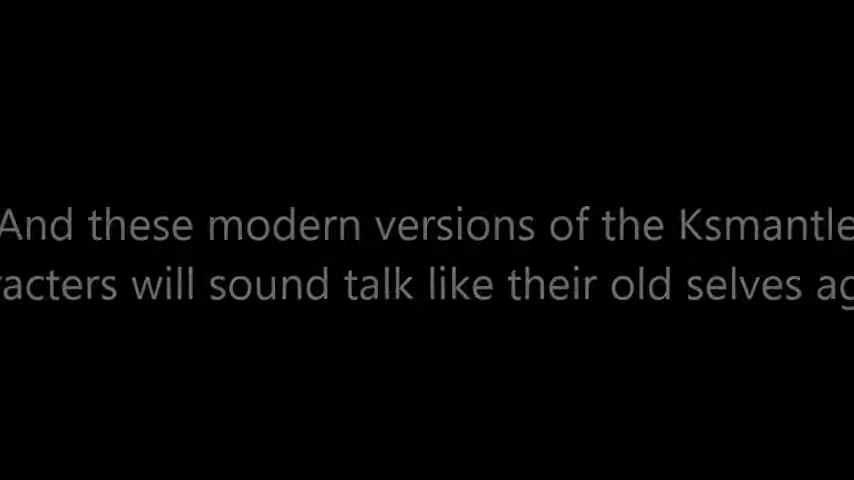 And these modern versions of the Ksmantle
racters will sound talk like their old selves ag